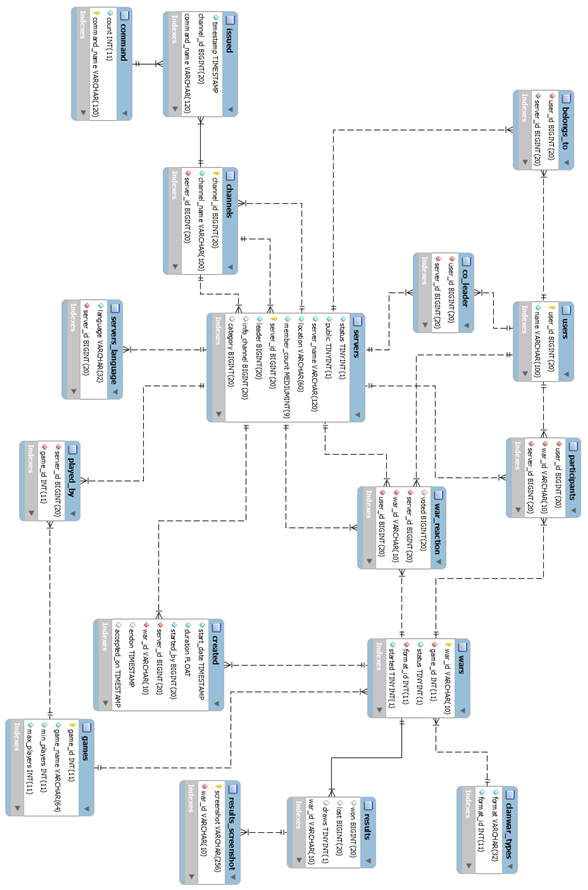 belongs_to
user_id BIGINT(20)
server_id BIGINT(20)
Indexes
users
user_id BIGINT(20)
name VARCHAR(100)
Indexes
participants
user_id BIGINT(20)
war_id VARCHAR(10)
server_id BIGINT(20)
Indexes
clanwar_types
format VARCHAR(32)
format_id INT(11)
Indexes
co_leader
user_id BIGINT(20)
server_id BIGINT(20)
Indexes
war_reaction
voted BIGINT(20)
server_id BIGINT(20)
war_id VARCHAR(10)
user_id BIGINT(20)
Indexes
wars
war_id VARCHAR(10)
game_id INT(11)
status TINYINT(1)
format_id INT(11)
started TINYINT(1)
Indexes
results
won BIGINT(20)
lost BIGINT(20)
draws TINYINT(1)
war_id VARCHAR(10)
Indexes
servers
status TINYINT(1)
public TINYINT(1)
server_name VARCHAR(120)
location VARCHAR(60)
member_count MEDIUMINT(9)
server_id BIGINT(20)
leader BIGINT(20)
info_channel BIGINT(20)
category BIGINT(20)
Indexes
issued
timestamp TIMESTAMP
channel_id BIGINT(20)
command_name VARCHAR(120)
Indexes
channels
channel_id BIGINT(20)
channel_name VARCHAR(100)
server_id BIGINT(20)
Indexes
created
start_date TIMESTAMP
duration FLOAT
started_by BIGINT(20)
server_id BIGINT(20)
war_id VARCHAR(10)
endon TIMESTAMP
accepted_on TIMESTAMP
Indexes
results_screenshot
screenshot VARCHAR(256)
war_id VARCHAR(10)
Indexes
command
count INT(11)
command_name VARCHAR(120)
Indexes
servers_language
language VARCHAR(32)
server_id BIGINT(20)
Indexes
played_by
server_id BIGINT(20)
game_id INT(11)
Indexes
games
game_id INT(11)
game_name VARCHAR(64)
min_players INT(11)
max_players INT(11)
Indexes